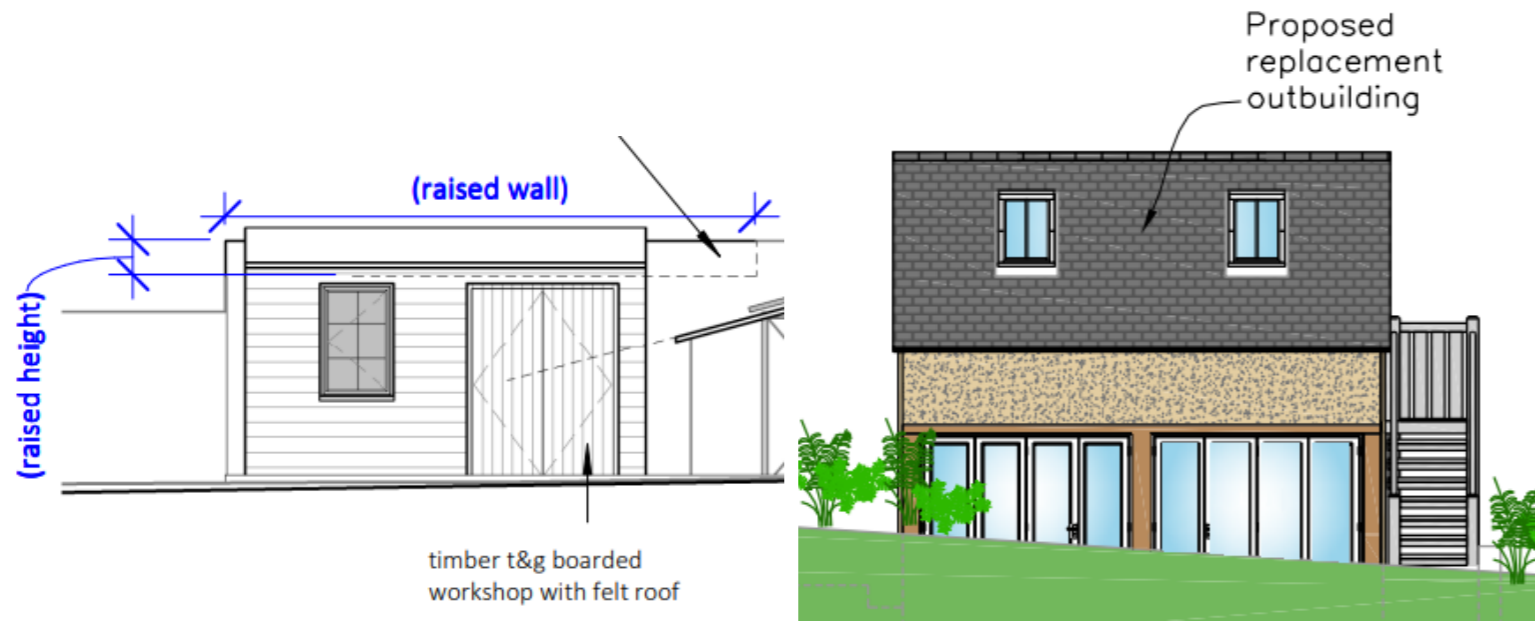 (raised wall)
(raised height)
timber t&g boarded
workshop with felt roof
Proposed
replacement
outbuilding